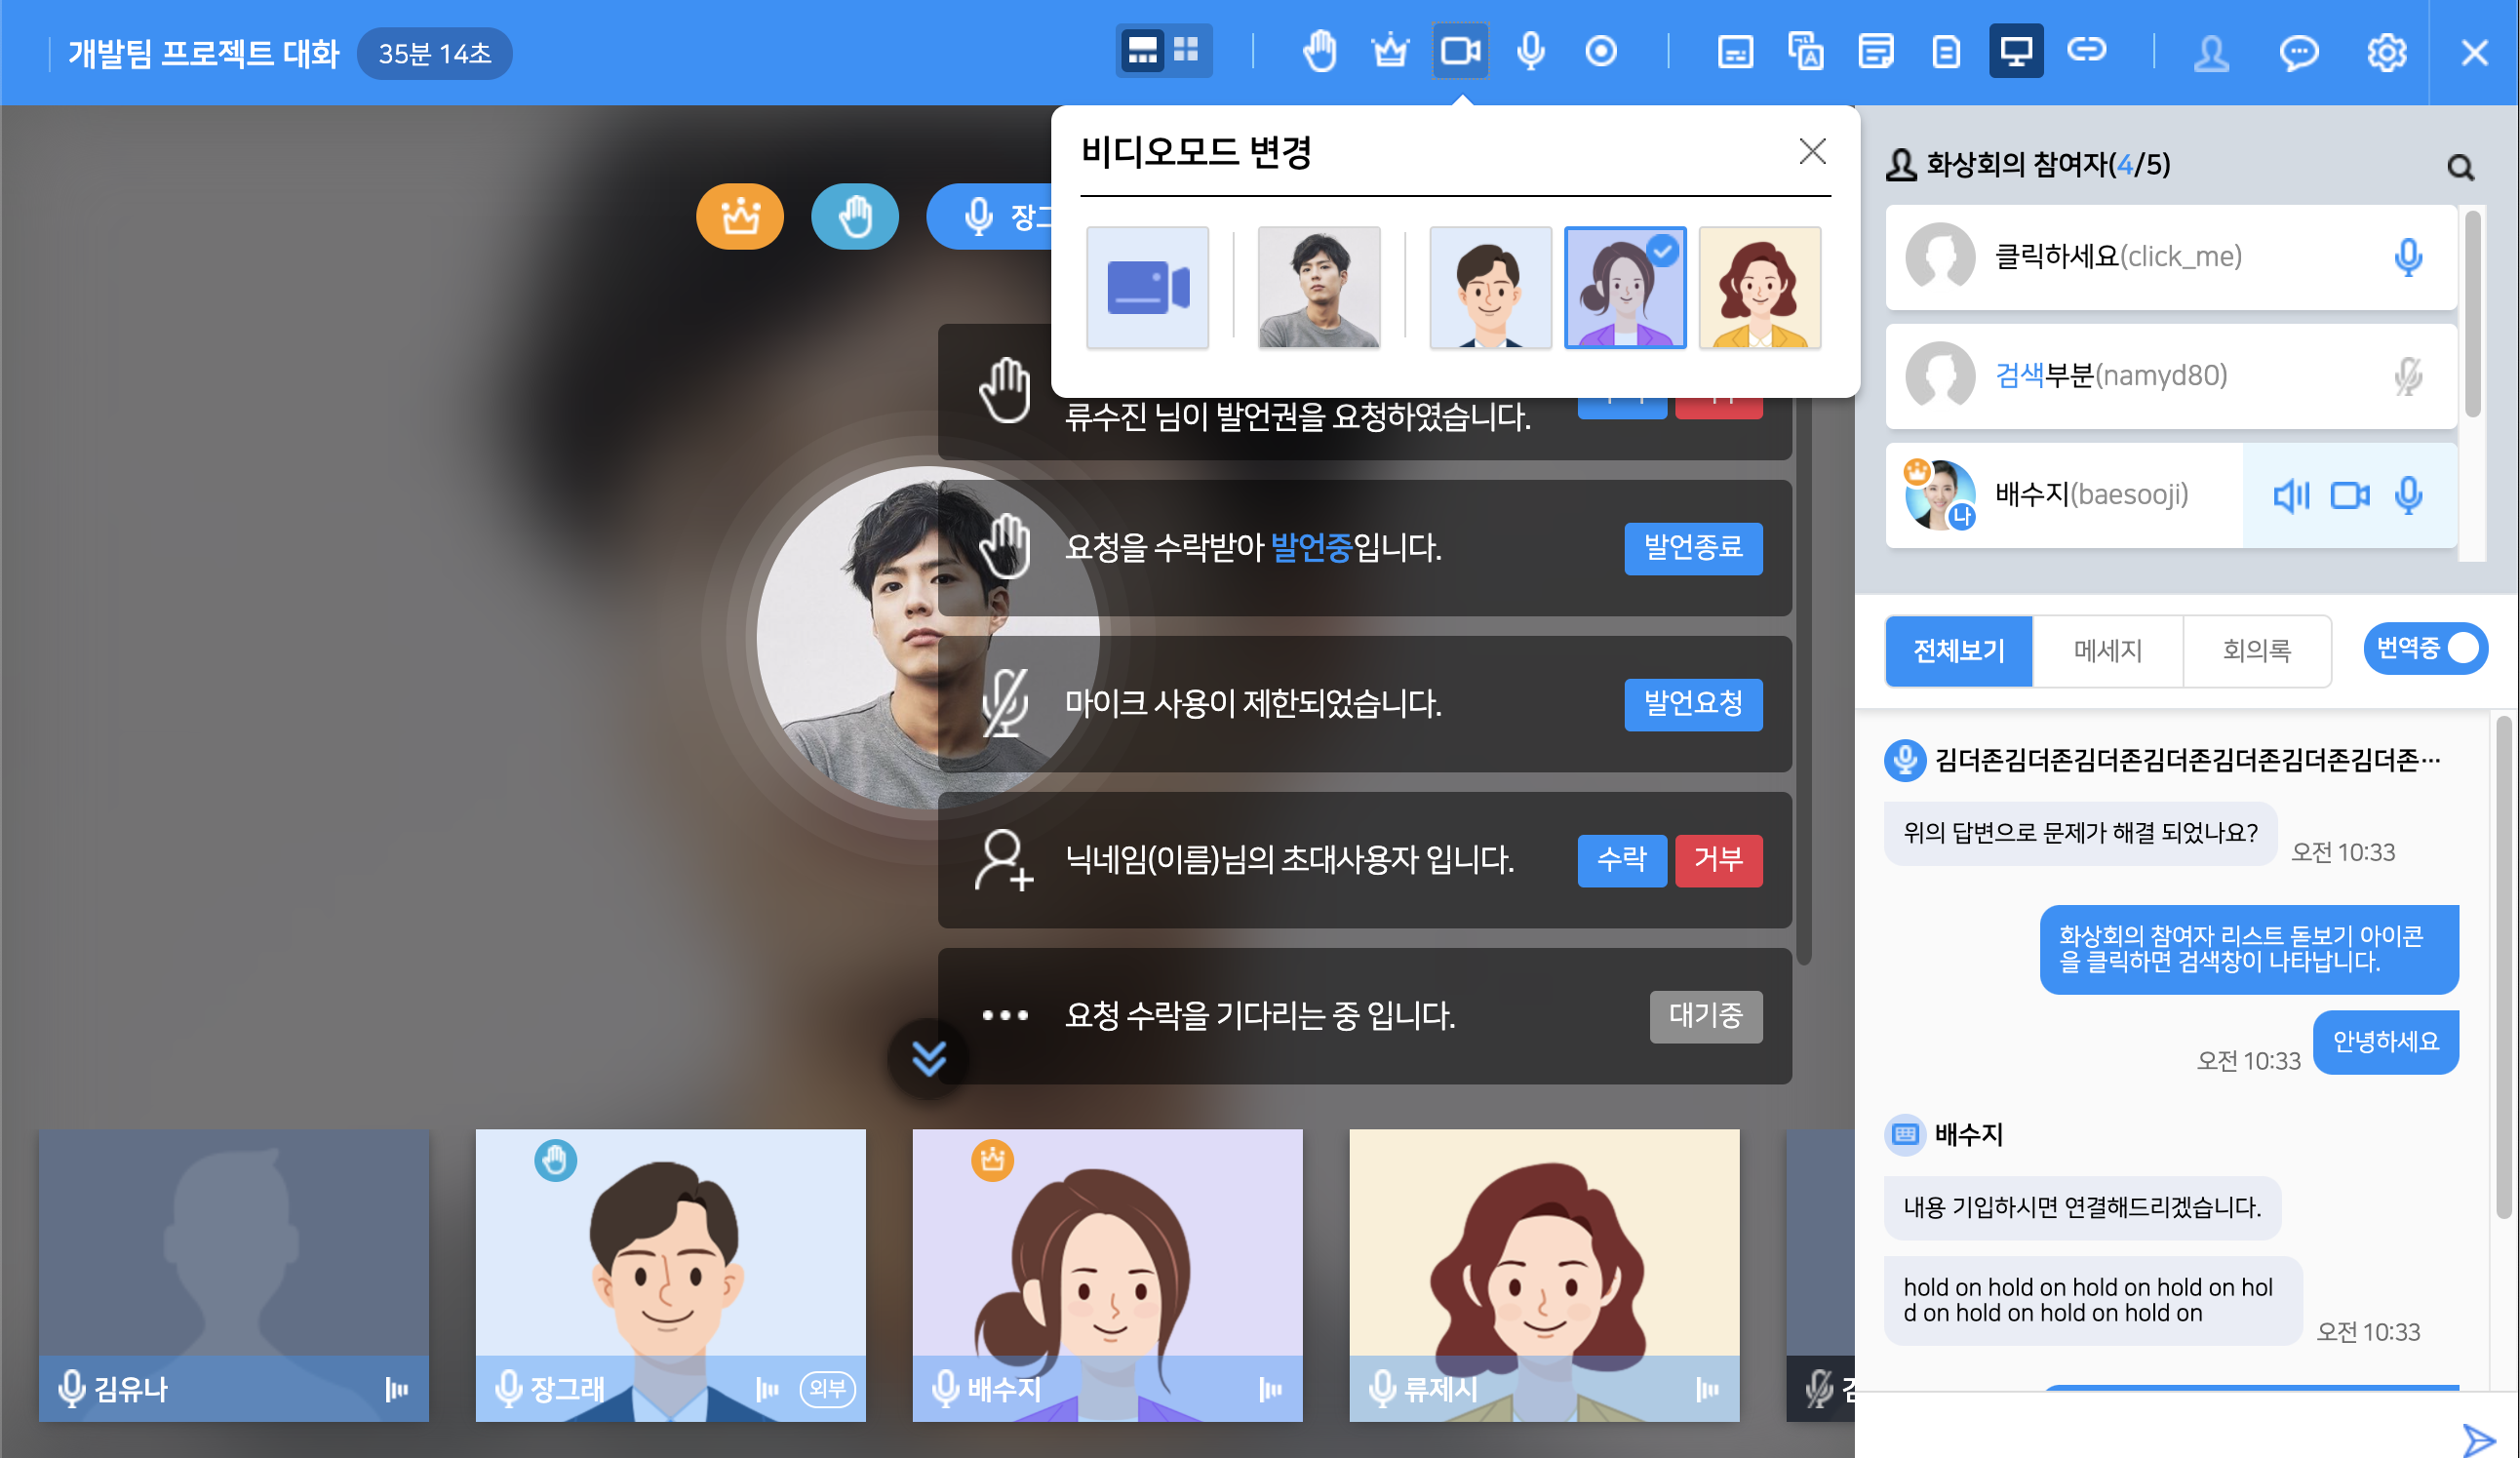 개발팀 프로젝트 대화
35분 14초
비디오모드 변경
류수진 님이 발언권을 요청하였습니다.
요청을 수락받아 발언중입니다.
발언종료
마이크 사용이 제한되었습니다.
발언요청
닉네임(이름)님의 초대사용자 입니다.
수락
거부
요청 수락을 기다리는 중 입니다.
대기중
김유나
장그래
외부
배수지
류제시
화상회의 참여자(4/5)
클릭하세요(click_me)
검색부분(namyd80)
나
배수지(baesooji)
전체보기
메세지
회의록
번역중
김더존김더존김더존김더존김더존김더존김더존…
위의 답변으로 문제가 해결 되었나요?
오전 10:33
화상회의 참여자 리스트 돋보기 아이콘
을 클릭하면 검색창이 나타납니다.
안녕하세요
오전 10:33
배수지
내용 기입하시면 연결해드리겠습니다.
hold on hold on hold on hold on hol
d on hold on hold on hold on
오전 10:33